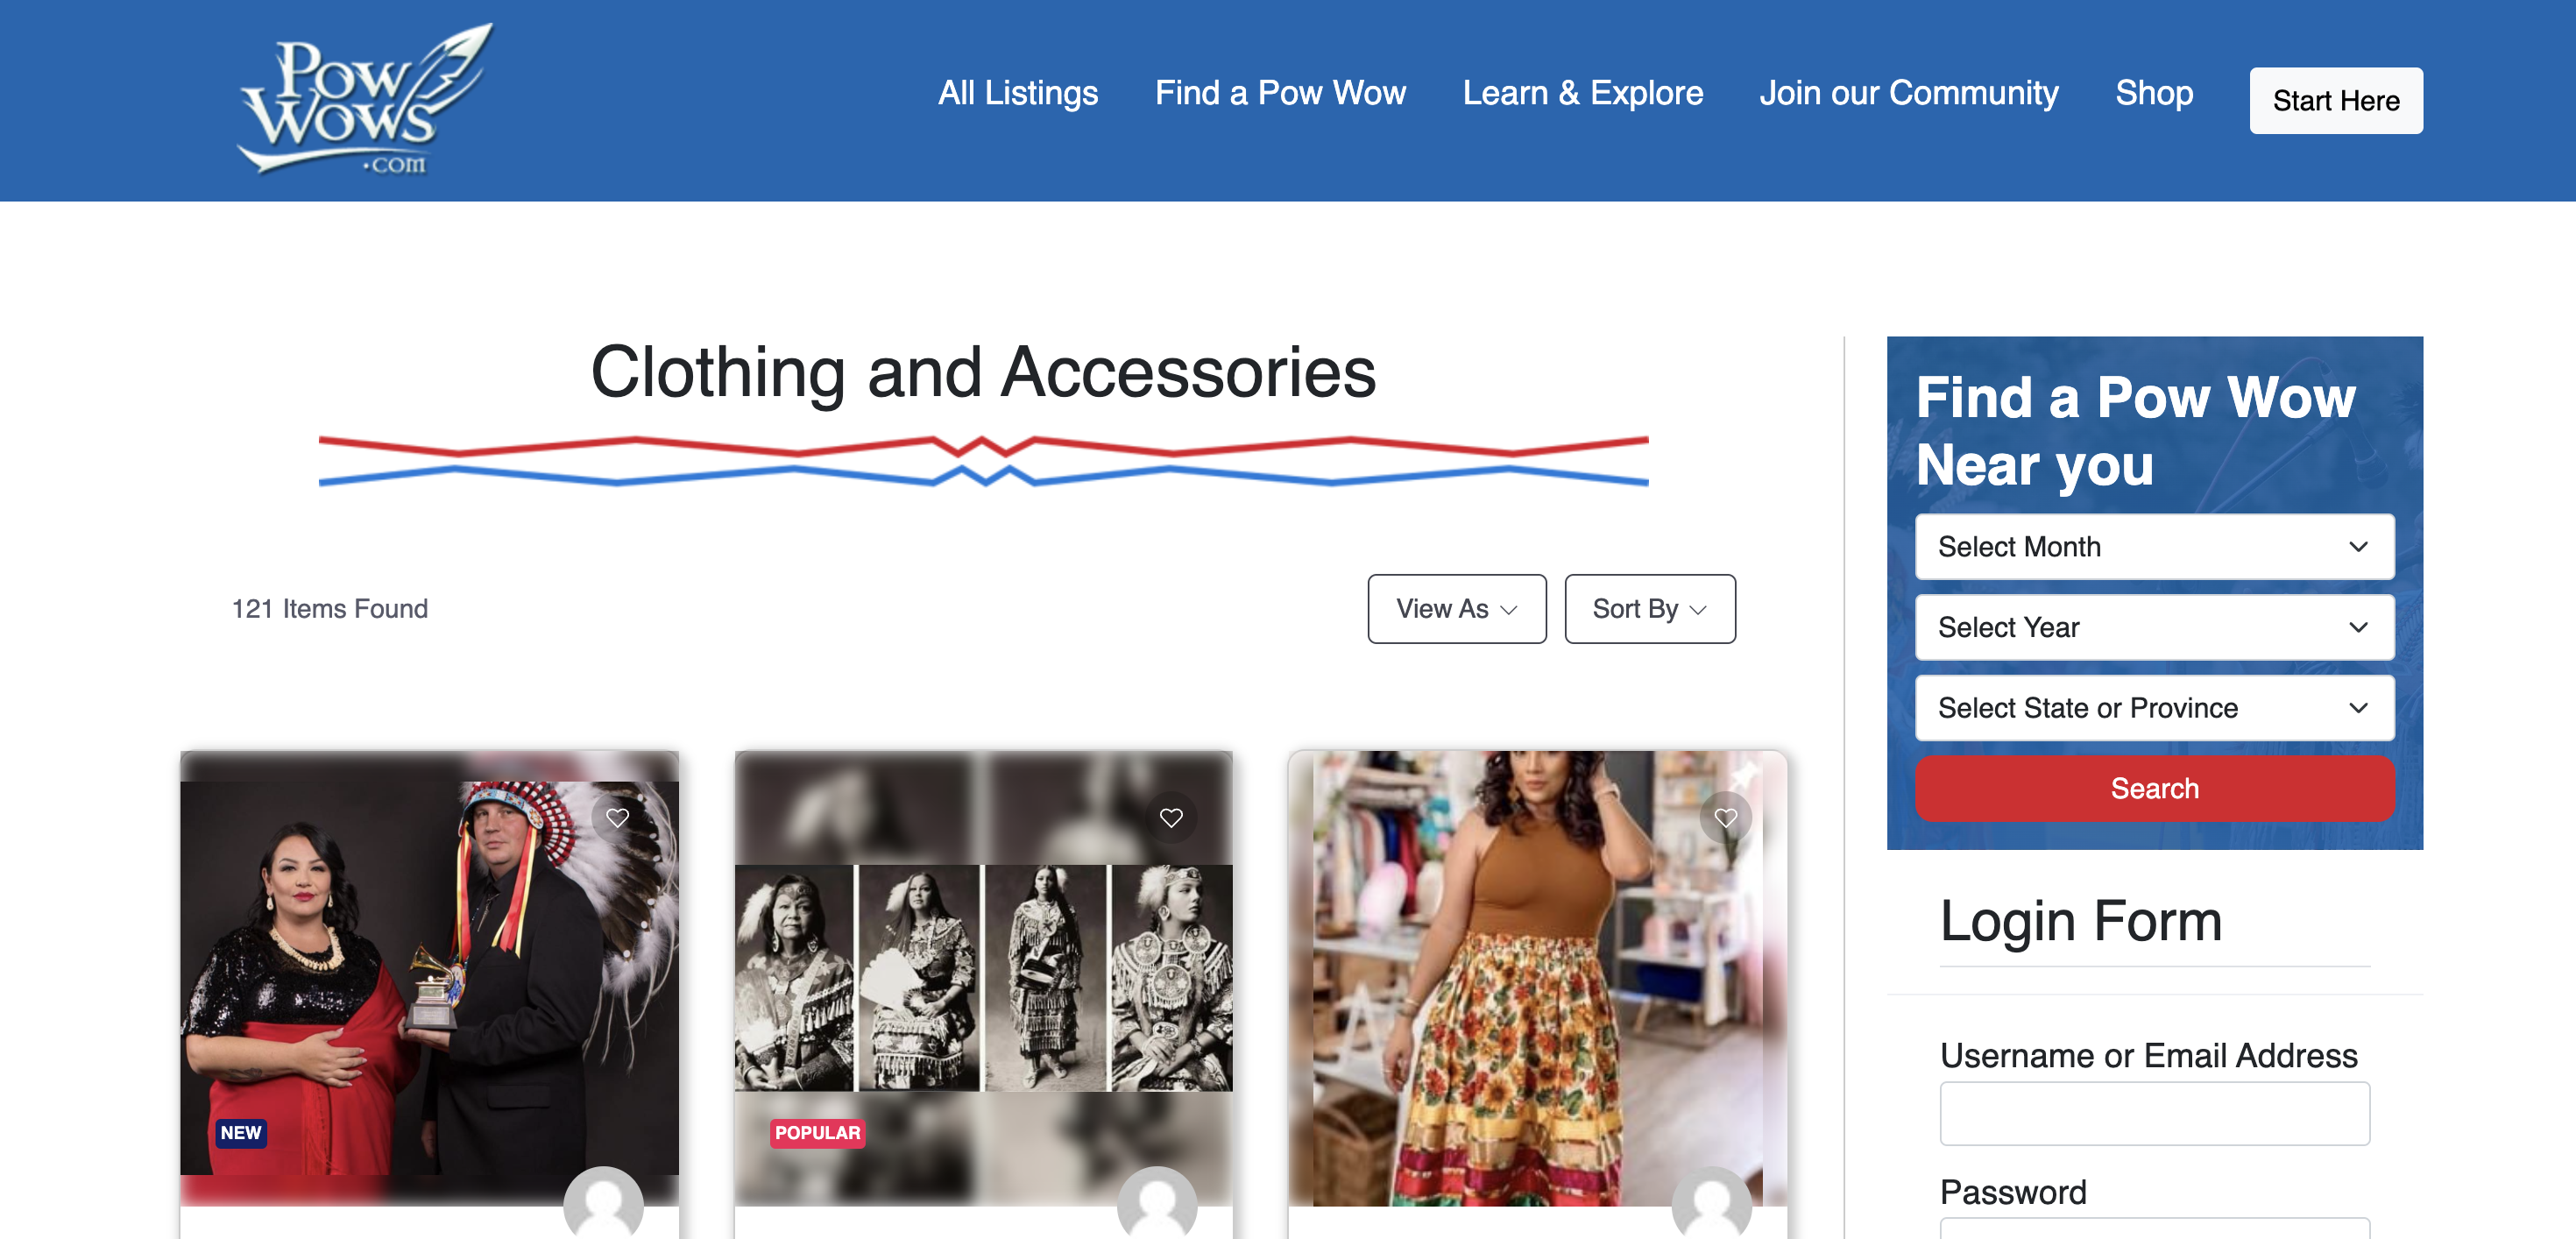 Pow
Wows
.com
All Listings
Find a Pow Wow
Learn & Explore
Join our Community
Shop
Start Here
Clothing and Accessories
121 Items Found
View As
Sort By
NEW
POPULAR
Find a Pow Wow
Near you
Select Month
Select Year
Select State or Province
Search
Login Form
Username or Email Address
Password